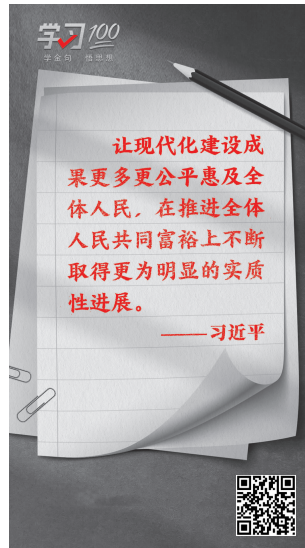 学习100
学金句 悟思想
让现代化建设成
果更多更公平惠及全
体人民，在推进全体
人民共同富裕上不断
取得更为明显的实质
性进展。
——习近平